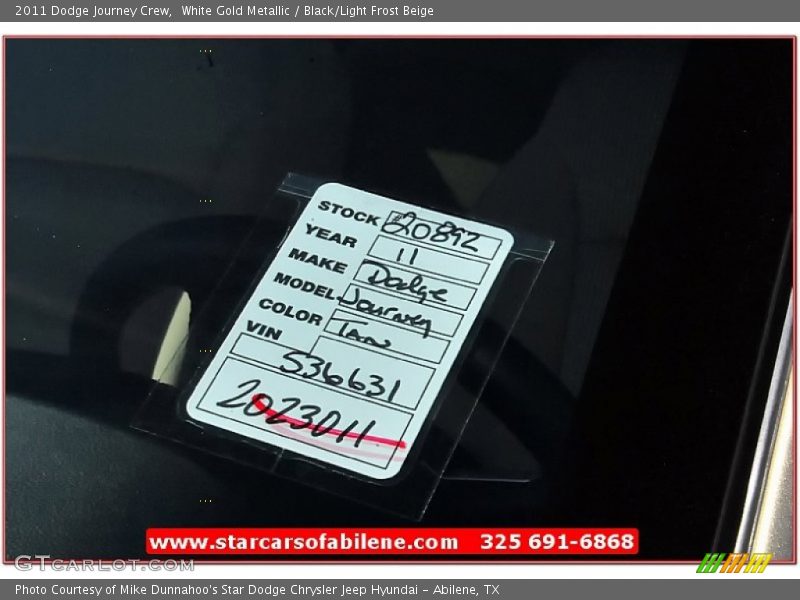 2011 Dodge Journey Crew,  White Gold Metallic / Black/Light Frost Beige
STOCK #20892
YEAR 11
MAKE Dodge
MODEL Journey
COLOR Tan
VIN
536631
2023011
www.starcarsofabilene.com 325 691-6868
GTcarlot.com
Photo Courtesy of Mike Dunnahoo's Star Dodge Chrysler Jeep Hyundai - Abilene, TX